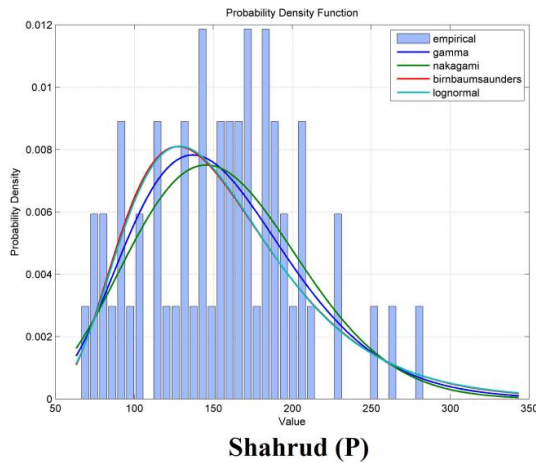 Probability Density Function
0.012
0.01
0.008
0.006
0.004
0.002
0
Probability Density
empirical
gamma
nakagami
birnbaumsaunders
lognormal
50 100 150 200 250 300 350
Value
Shahrud (P)